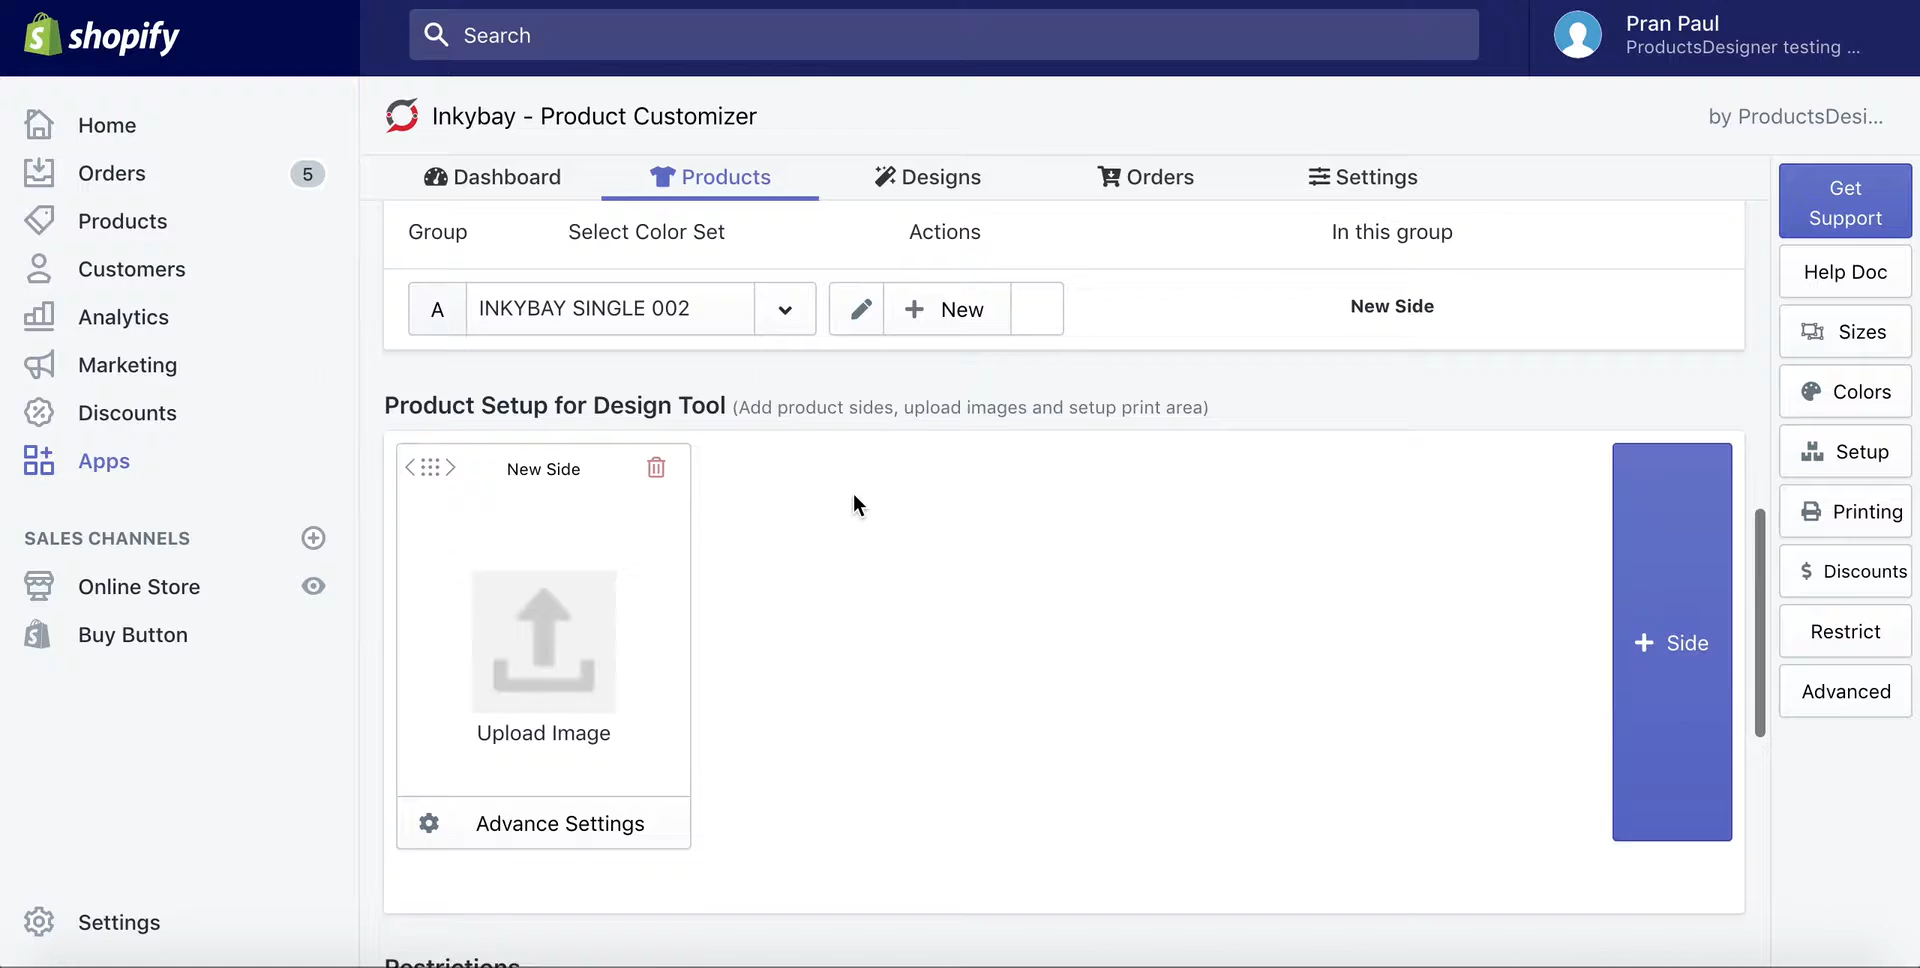 shopify
Search
Pran Paul
ProductsDesigner testing ...
Home
Orders
5
Products
Customers
Analytics
Marketing
Discounts
Apps
SALES CHANNELS
Online Store
Buy Button
Settings
Inkybay - Product Customizer
by ProductsDesi...
Dashboard
Products
Designs
Orders
Settings
Group
Select Color Set
Actions
In this group
A
INKYBAY SINGLE 002
New
New Side
Product Setup for Design Tool (Add product sides, upload images and setup print area)
New Side
Upload Image
Advance Settings
+ Side
Restrictions
Get
Support
Help Doc
Sizes
Colors
Setup
Printing
$ Discounts
Restrict
Advanced